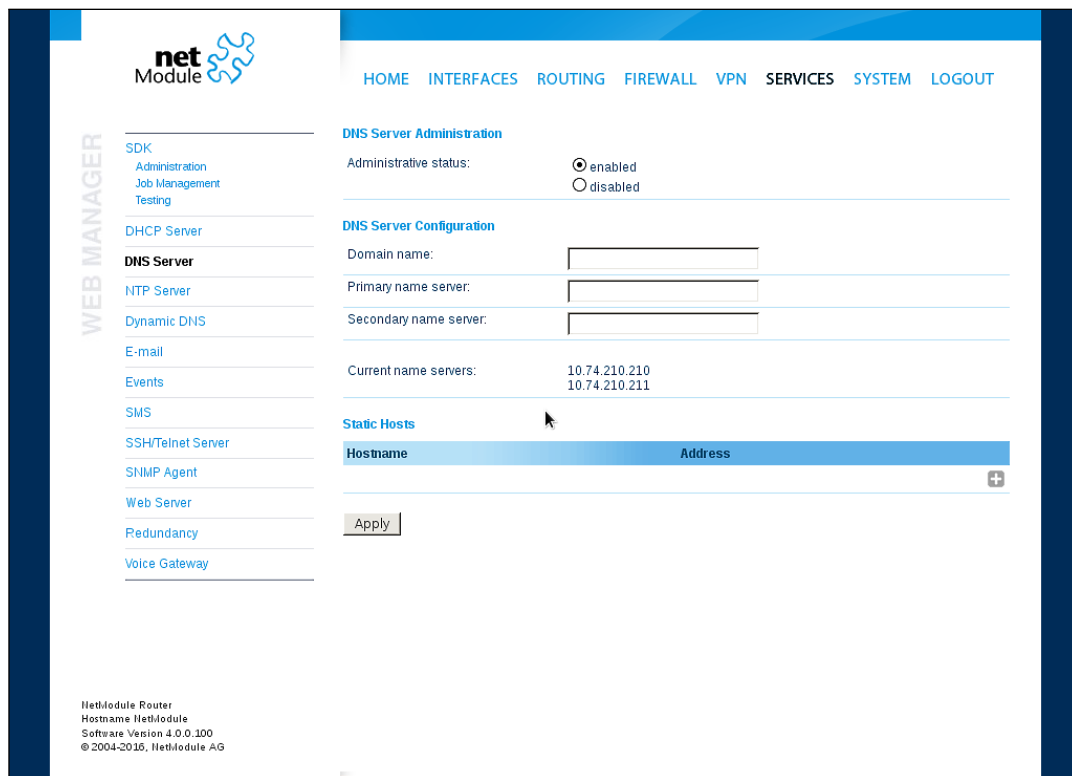 net
Module
HOME INTERFACES ROUTING FIREWALL VPN SERVICES SYSTEM LOGOUT
WEB MANAGER
SDK
Administration
Job Management
Testing
DHCP Server
DNS Server
NTP Server
Dynamic DNS
E-mail
Events
SMS
SSH/Telnet Server
SNMP Agent
Web Server
Redundancy
Voice Gateway
DNS Server Administration
Administrative status:
enabled
disabled
DNS Server Configuration
Domain name:
Primary name server:
Secondary name server:
Current name servers: 10.74.210.210
10.74.210.211
Static Hosts
Hostname Address
Apply
NetModule Router
Hostname NetModule
Software Version 4.0.0.100
© 2004-2016, NetModule AG